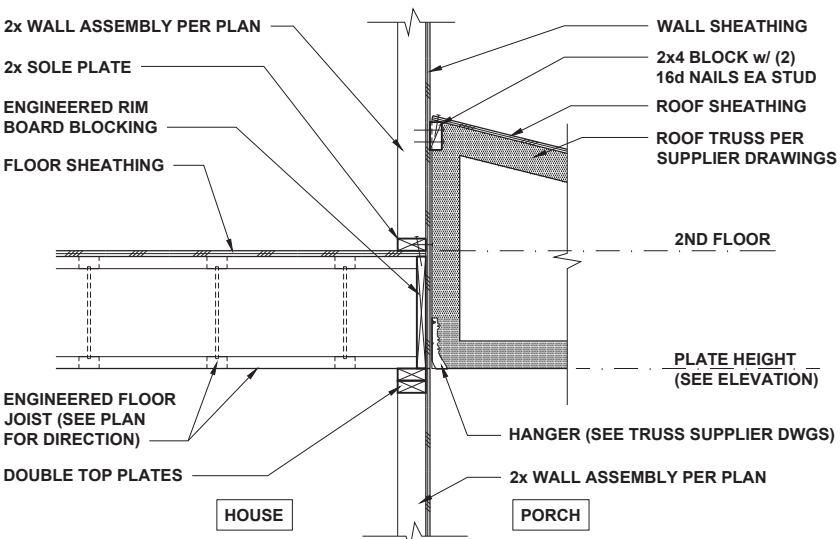 2x WALL ASSEMBLY PER PLAN
2x SOLE PLATE
ENGINEERED RIM
BOARD BLOCKING
FLOOR SHEATHING
ENGINEERED FLOOR
JOIST (SEE PLAN
FOR DIRECTION)
DOUBLE TOP PLATES
HOUSE
WALL SHEATHING
2x4 BLOCK w/ (2)
16d NAILS EA STUD
ROOF SHEATHING
ROOF TRUSS PER
SUPPLIER DRAWINGS
2ND FLOOR
PLATE HEIGHT
(SEE ELEVATION)
HANGER (SEE TRUSS SUPPLIER DWGS)
2x WALL ASSEMBLY PER PLAN
PORCH